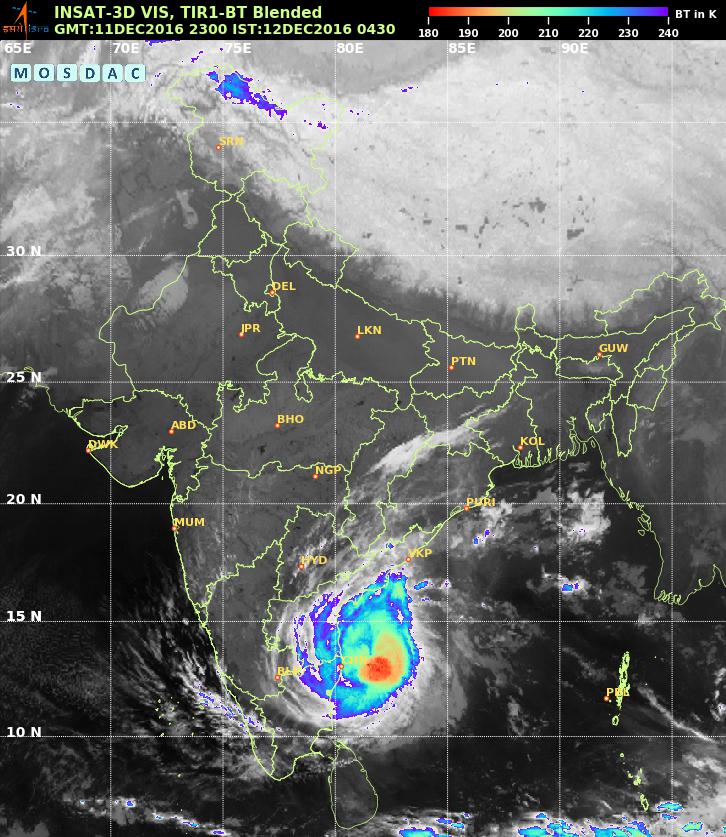 INSAT-3D VIS, TIR1-BT Blended
GMT:11DEC2016 2300 IST:12DEC2016 0430
BT in K
180 190 200 210 220 230 240
65E 70E 75E 80E 85E 90E
MOSDAC
SRN
30 N
DEL
JPR LKN
PTN GUW
25 N
ABD BHO
DWK KOL
NGP
20 N PURI
MUM
HYD VKP
15 N
BLR
PBL
10 N